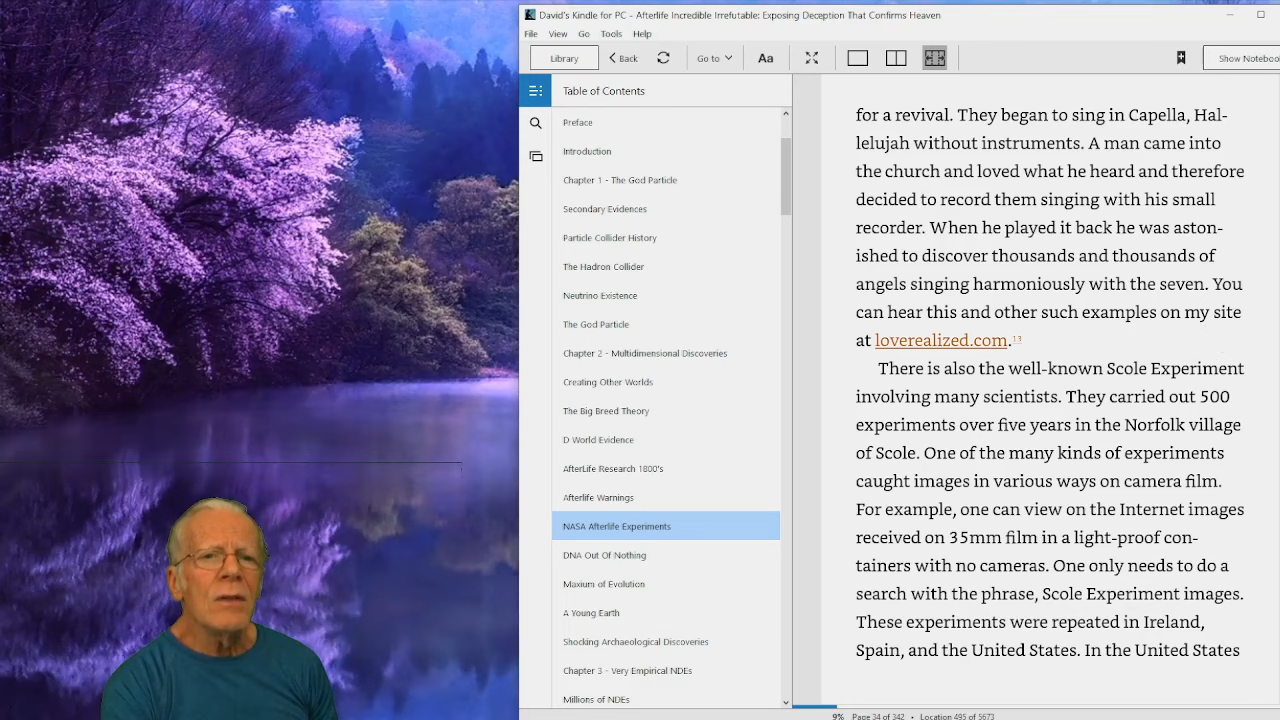 David's Kindle for PC - Afterlife Incredible Irrefutable: Exposing Deception That Confirms Heaven
File View Go Tools Help
Library Back Go to Aa Show Notebo
Table of Contents
Preface
Introduction
Chapter 1 - The God Particle
Secondary Evidences
Particle Collider History
The Hadron Collider
Neutrino Existence
The God Particle
Chapter 2 - Multidimensional Discoveries
Creating Other Worlds
The Big Breed Theory
D World Evidence
AfterLife Research 1800's
Afterlife Warnings
NASA Afterlife Experiments
DNA Out Of Nothing
Maxium of Evolution
A Young Earth
Shocking Archaeological Discoveries
Chapter 3 - Very Empirical NDEs
Millions of NDEs
for a revival. They began to sing in Capella, Hal-
lelujah without instruments. A man came into
the church and loved what he heard and therefore
decided to record them singing with his small
recorder. When he played it back he was aston-
ished to discover thousands and thousands of
angels singing harmoniously with the seven. You
can hear this and other such examples on my site
at loverealized.com.13
There is also the well-known Scole Experiment
involving many scientists. They carried out 500
experiments over five years in the Norfolk village
of Scole. One of the many kinds of experiments
caught images in various ways on camera film.
For example, one can view on the Internet images
received on 35mm film in a light-proof con-
tainers with no cameras. One only needs to do a
search with the phrase, Scole Experiment images.
These experiments were repeated in Ireland,
Spain, and the United States. In the United States
9% Page 34 of 342 · Location 495 of 5673